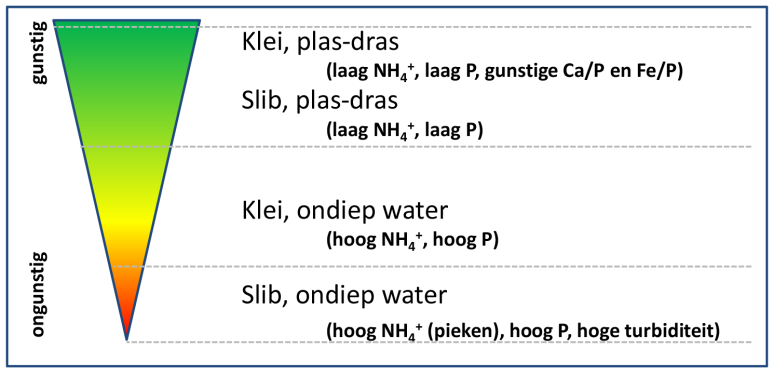 gunstig
Klei, plas-dras
(laag NH₄⁺, laag P, gunstige Ca/P en Fe/P)
Slib, plas-dras
(laag NH₄⁺, laag P)
Klei, ondiep water
(hoog NH₄⁺, hoog P)
ongunstig
Slib, ondiep water
(hoog NH₄⁺ (pieken), hoog P, hoge turbiditeit)